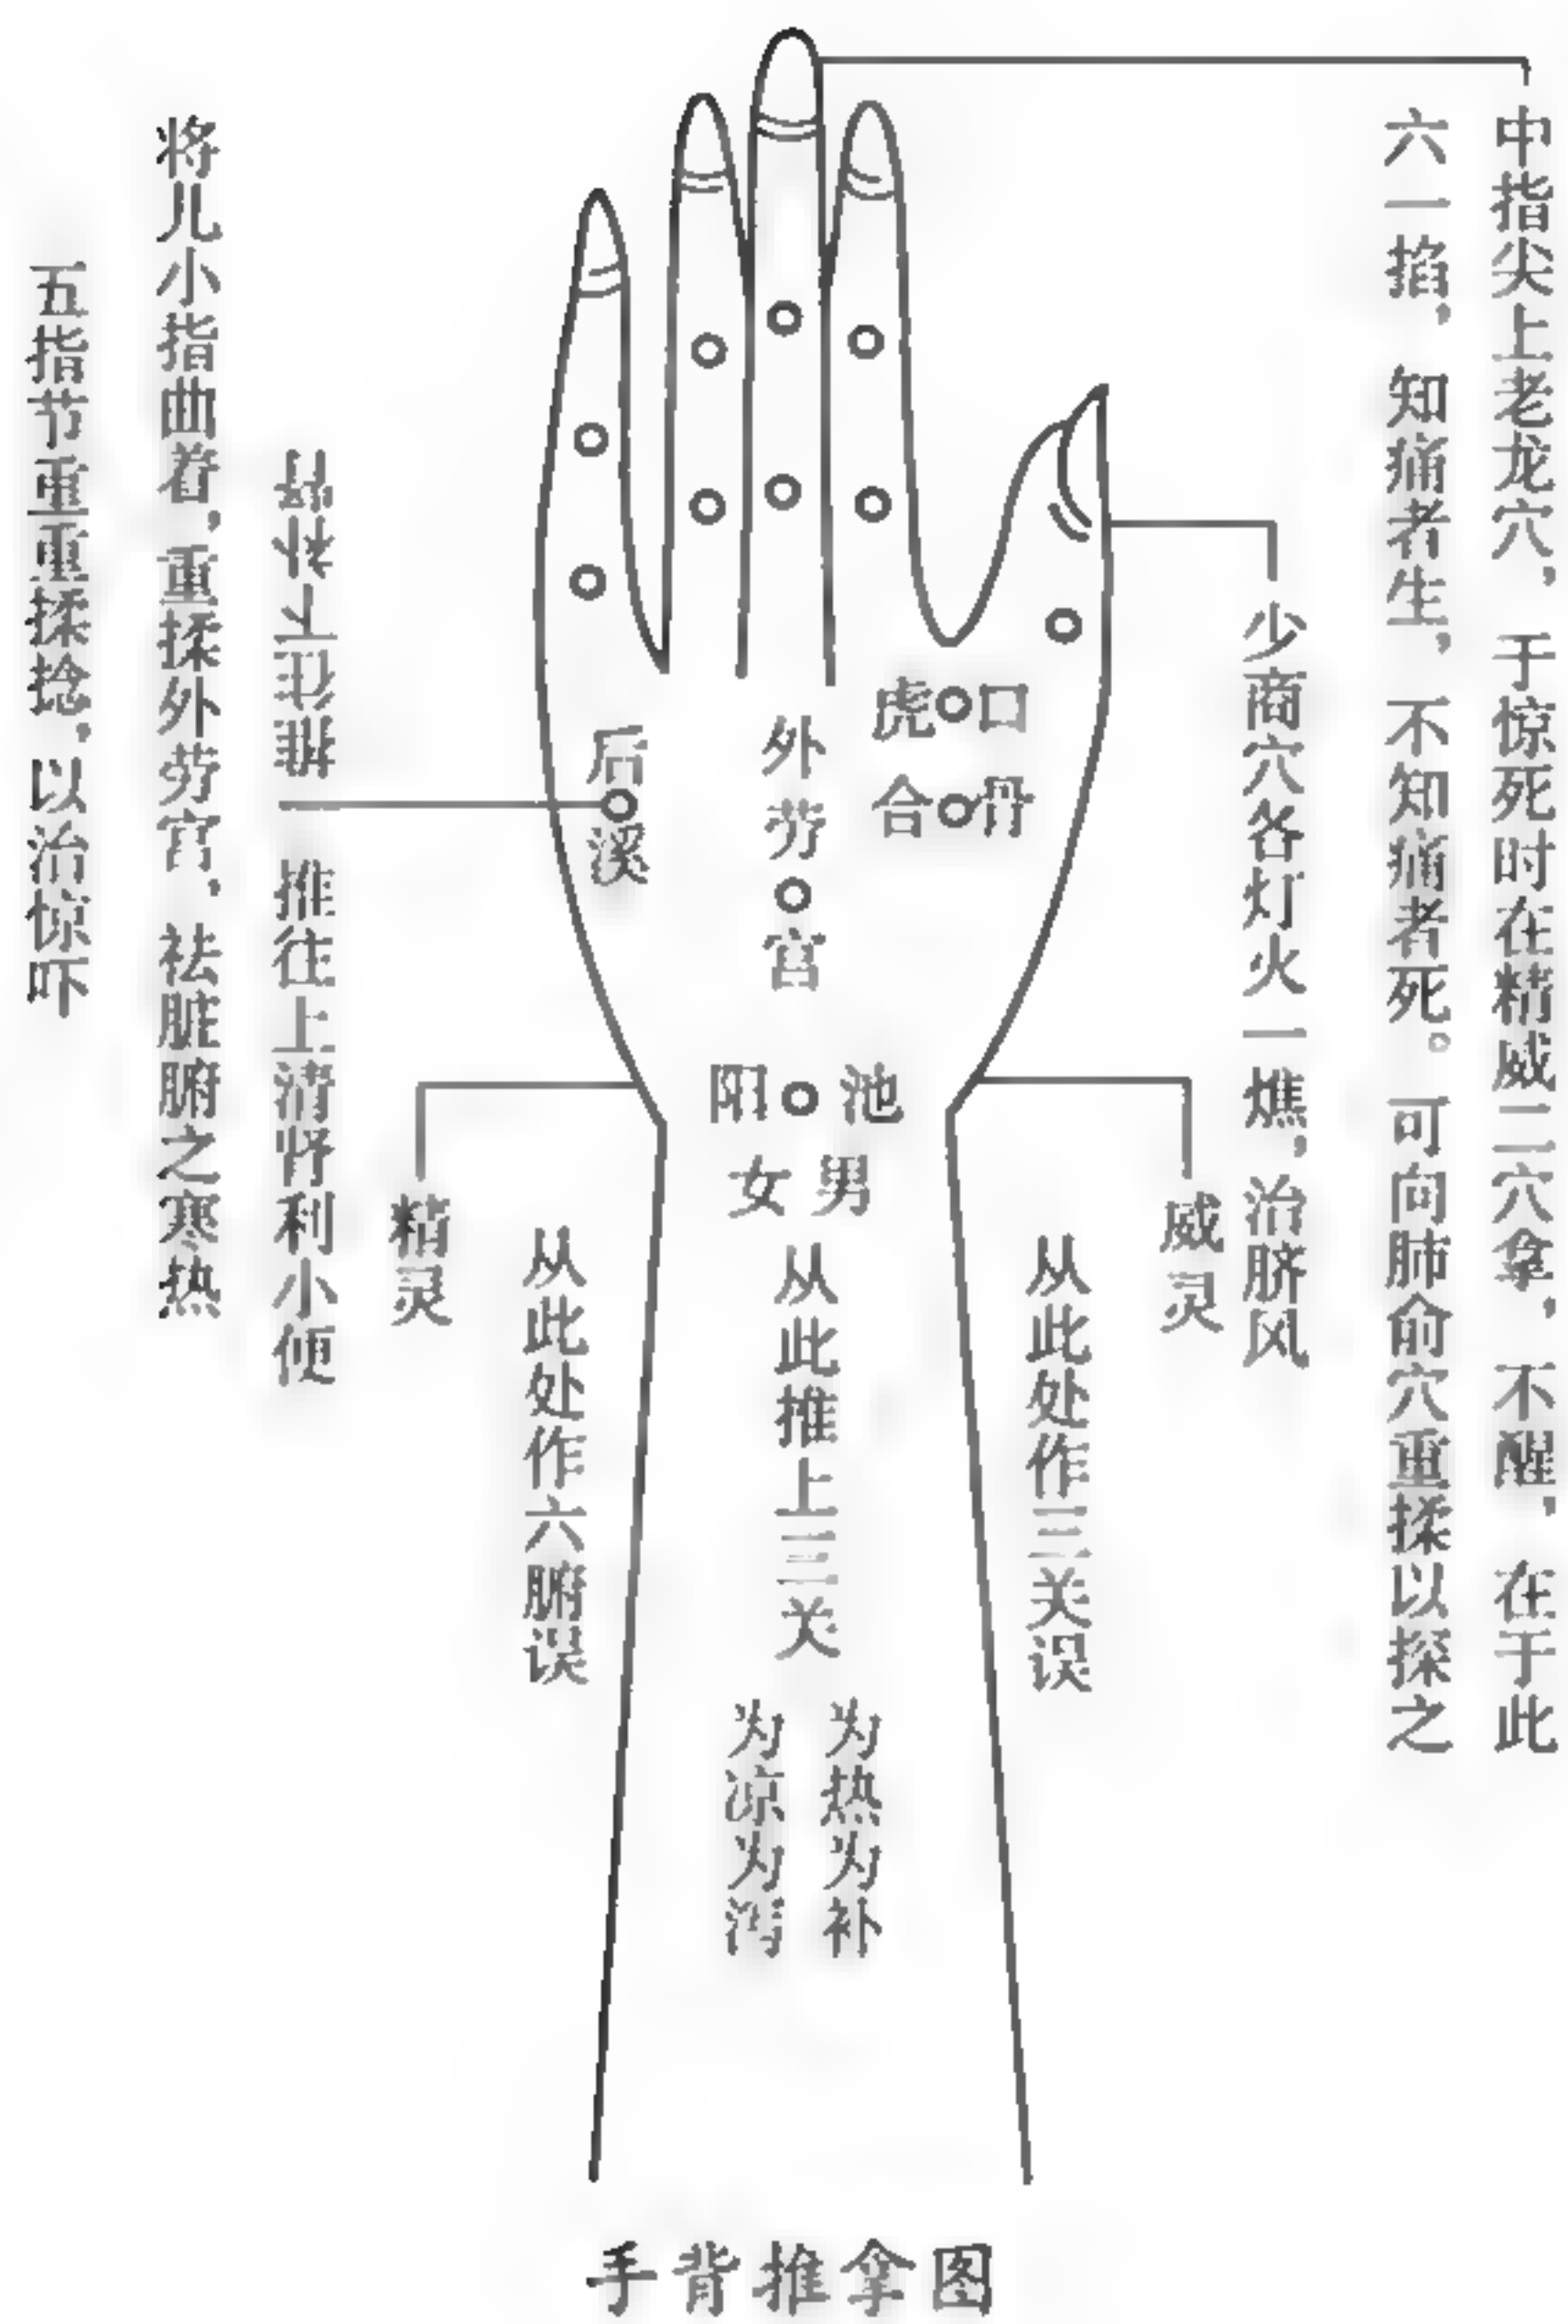 中指尖上老龙穴，于惊死时在精威二穴拿，不醒，在于此
六一掐，知痛者生，不知痛者死。可向肺俞穴重揉以探之
少商穴各灯火一燋，治脐风
威灵
虎口
合骨
外劳宫
后溪
阳池
男
女
从此处作三关误
从此推上三关
为热为补
为凉为泻
从此处作六腑误
精灵
推往下补肾
推往上清肾利小便
将儿小指曲着，重揉外劳宫，祛脏腑之寒热
五指节重重揉捻，以治惊吓
手背推拿图